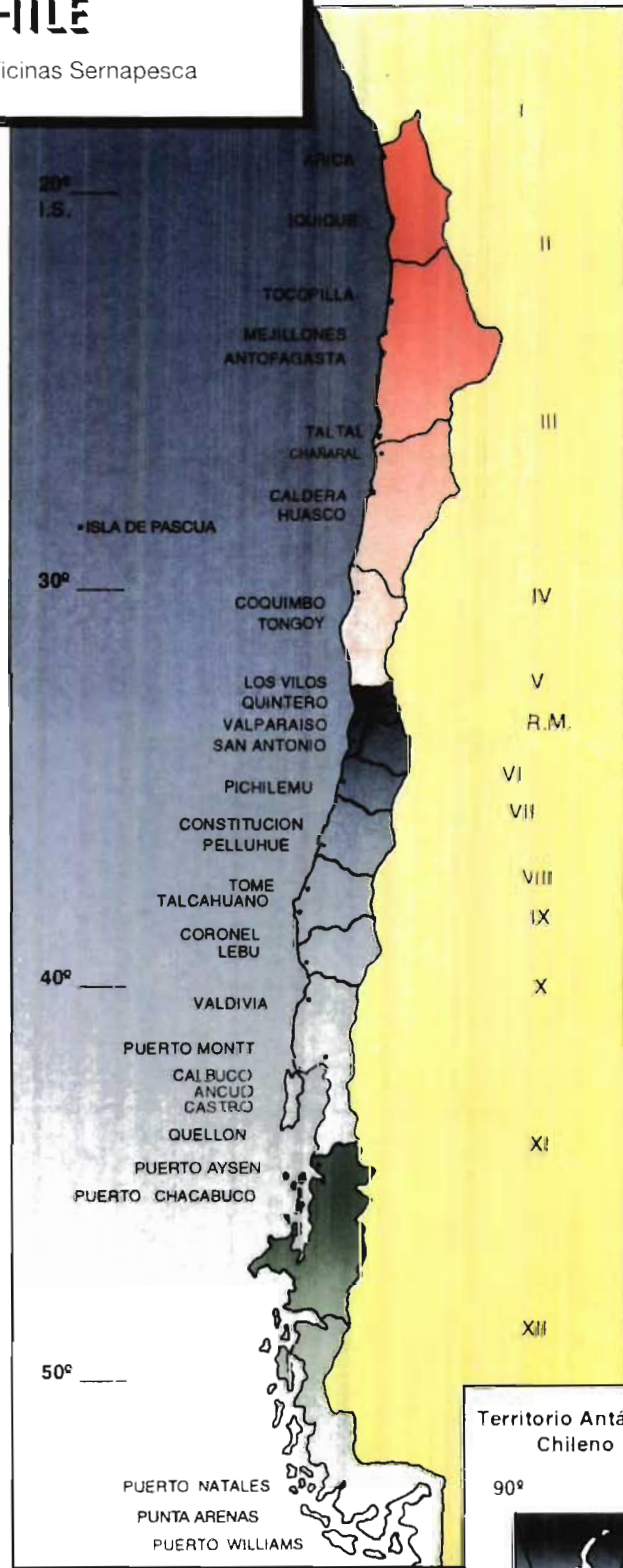 HILE
icinas Sernapesca
I
ARICA
20º
I.S.
IQUIQUE
II
TOCOPILLA
MEJILLONES
ANTOFAGASTA
III
TALTAL
CHAÑARAL
CALDERA
HUASCO
•ISLA DE PASCUA
30º
IV
COQUIMBO
TONGOY
LOS VILOS
V
QUINTERO
VALPARAISO
R.M.
SAN ANTONIO
VI
PICHILEMU
VII
CONSTITUCION
PELLUHUE
VIII
TOME
TALCAHUANO
IX
CORONEL
LEBU
40º
X
VALDIVIA
PUERTO MONTT
CALBUCO
ANCUD
CASTRO
QUELLON
XI
PUERTO AYSEN
PUERTO CHACABUCO
XII
50º
Territorio Antá
Chileno
PUERTO NATALES
90º
PUNTA ARENAS
PUERTO WILLIAMS